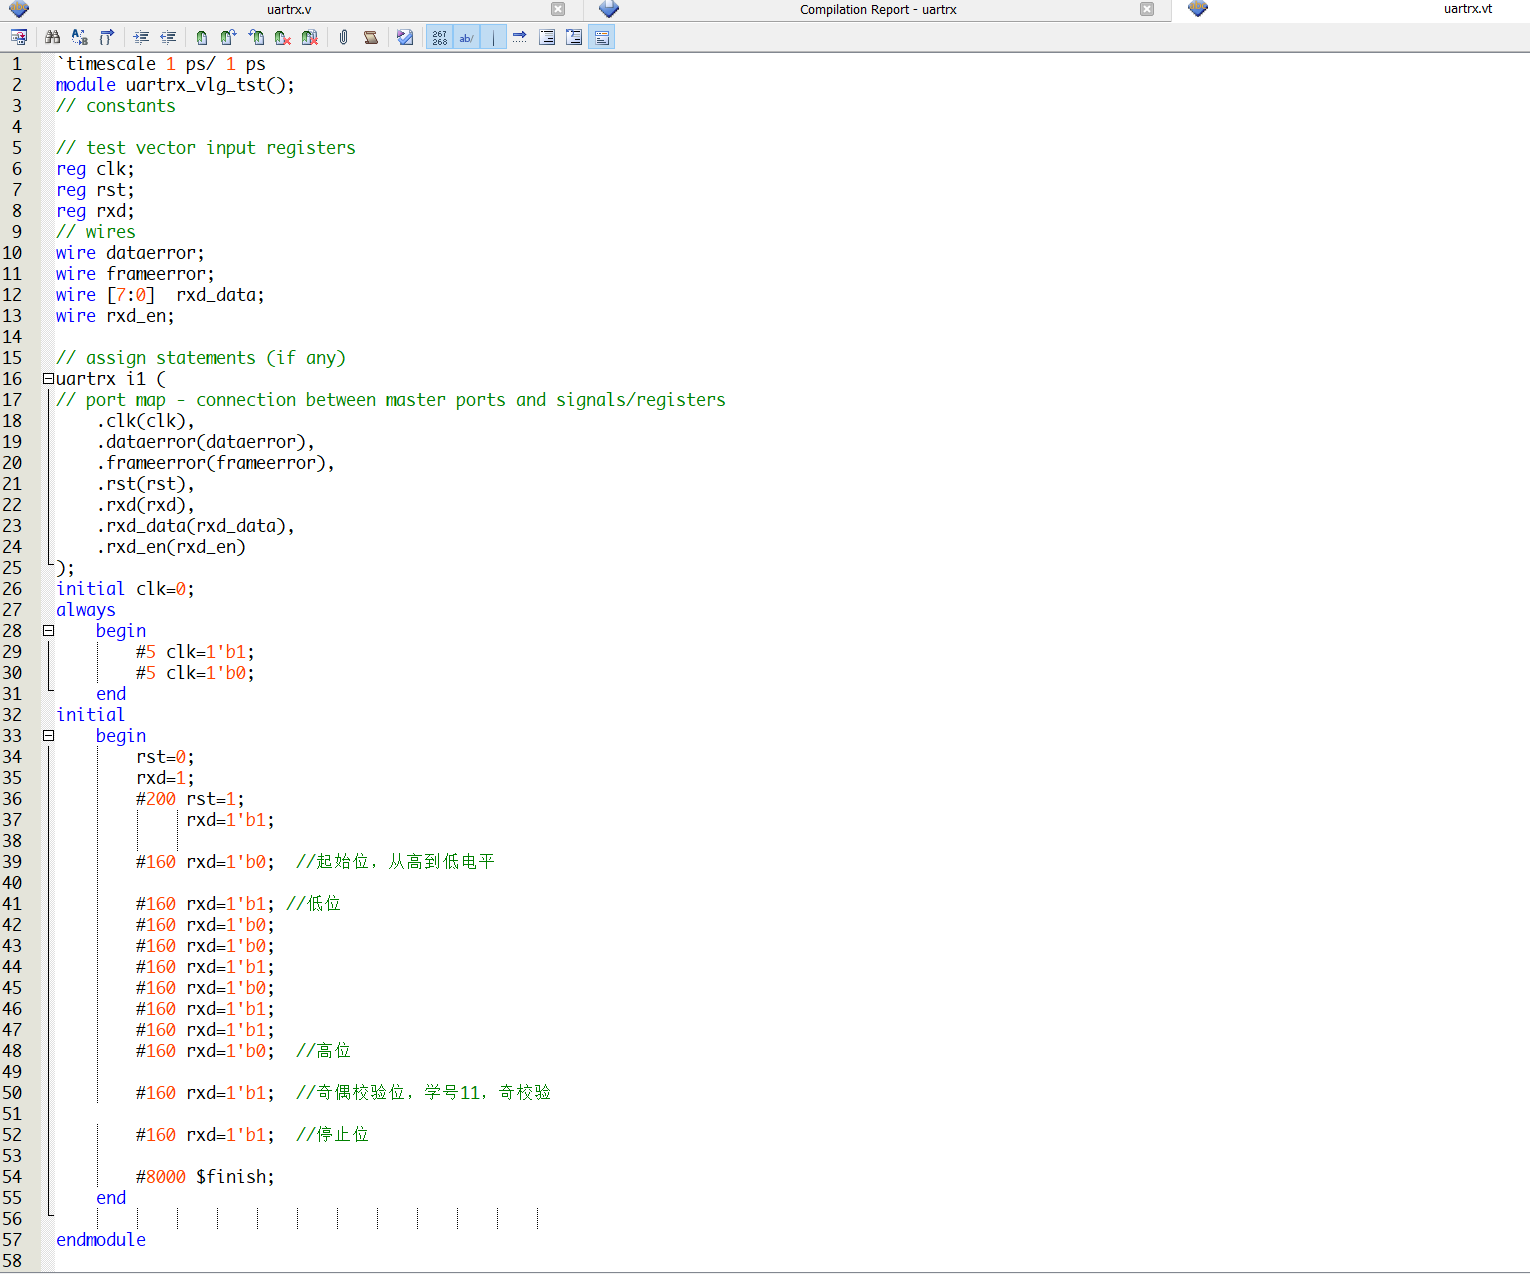 uartrx.v
Compilation Report - uartrx
uartrx.vt
267
268
ab/
1 `timescale 1 ps/ 1 ps
2 module uartrx_vlg_tst();
3 // constants
4
5 // test vector input registers
6 reg clk;
7 reg rst;
8 reg rxd;
9 // wires
10 wire dataerror;
11 wire frameerror;
12 wire [7:0]  rxd_data;
13 wire rxd_en;
14
15 // assign statements (if any)
16 uartrx i1 (
17 // port map - connection between master ports and signals/registers
18     .clk(clk),
19     .dataerror(dataerror),
20     .frameerror(frameerror),
21     .rst(rst),
22     .rxd(rxd),
23     .rxd_data(rxd_data),
24     .rxd_en(rxd_en)
25 );
26 initial clk=0;
27 always
28     begin
29         #5 clk=1'b1;
30         #5 clk=1'b0;
31     end
32 initial
33     begin
34         rst=0;
35         rxd=1;
36         #200 rst=1;
37              rxd=1'b1;
38
39         #160 rxd=1'b0;  //起始位，从高到低电平
40
41         #160 rxd=1'b1; //低位
42         #160 rxd=1'b0;
43         #160 rxd=1'b0;
44         #160 rxd=1'b1;
45         #160 rxd=1'b0;
46         #160 rxd=1'b1;
47         #160 rxd=1'b1;
48         #160 rxd=1'b0;  //高位
49
50         #160 rxd=1'b1;  //奇偶校验位，学号11，奇校验
51
52         #160 rxd=1'b1;  //停止位
53
54         #8000 $finish;
55     end
56
57 endmodule
58